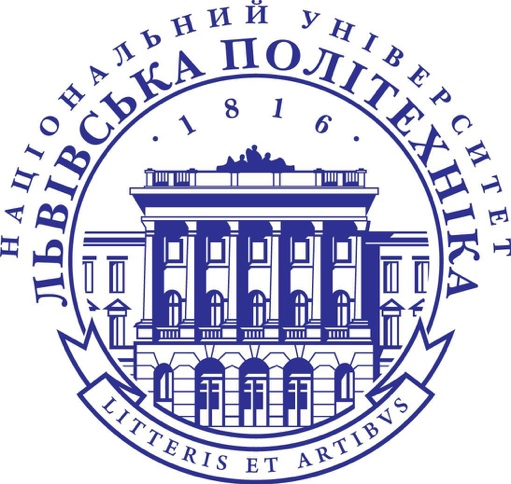 НАЦІОНАЛЬНИЙ УНІВЕРСИТЕТ
ЛЬВІВСЬКА ПОЛІТЕХНІКА
· 1816 ·
LITTERIS ET ARTIBVS